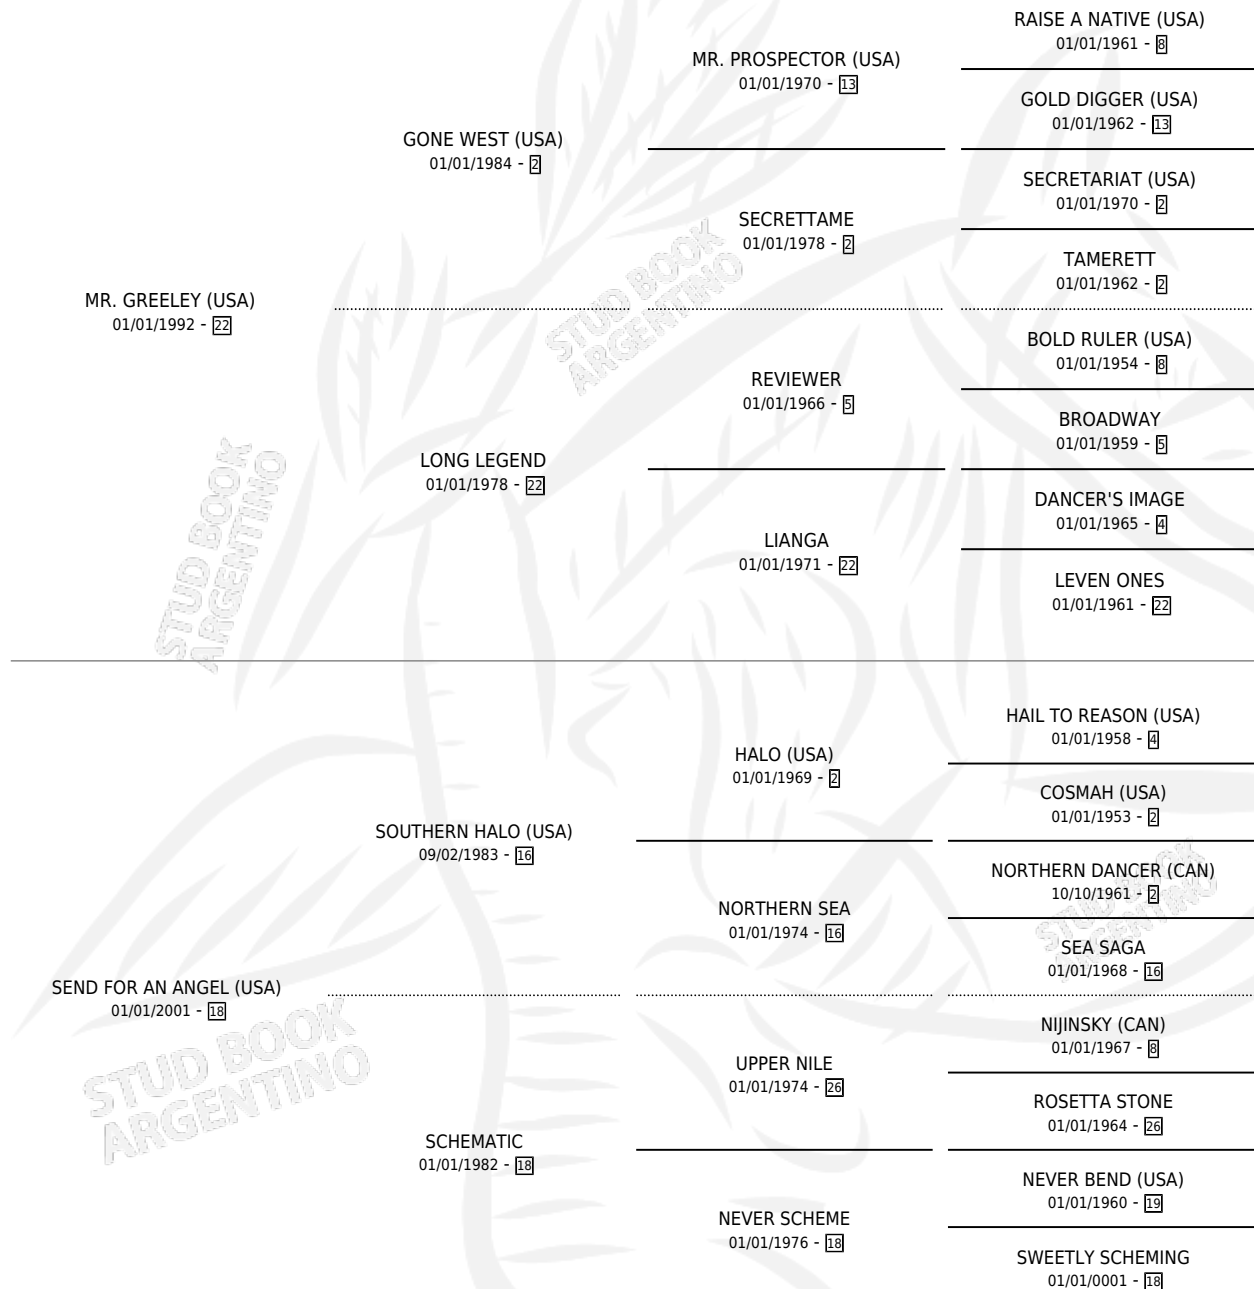 RAISE A NATIVE (USA)
01/01/1961 - 8
MR. PROSPECTOR (USA)
01/01/1970 - 13
GOLD DIGGER (USA)
01/01/1962 - 13
GONE WEST (USA)
01/01/1984 - 2
SECRETARIAT (USA)
01/01/1970 - 2
SECRETTAME
01/01/1978 - 2
TAMERETT
01/01/1962 - 2
MR. GREELEY (USA)
01/01/1992 - 22
BOLD RULER (USA)
01/01/1954 - 8
REVIEWER
01/01/1966 - 5
BROADWAY
01/01/1959 - 5
LONG LEGEND
01/01/1978 - 22
DANCER'S IMAGE
01/01/1965 - 4
LIANGA
01/01/1971 - 22
LEVEN ONES
01/01/1961 - 22
HAIL TO REASON (USA)
01/01/1958 - 4
HALO (USA)
01/01/1969 - 2
COSMAH (USA)
01/01/1953 - 2
SOUTHERN HALO (USA)
09/02/1983 - 16
NORTHERN DANCER (CAN)
10/10/1961 - 2
NORTHERN SEA
01/01/1974 - 16
SEA SAGA
01/01/1968 - 16
SEND FOR AN ANGEL (USA)
01/01/2001 - 18
NIJINSKY (CAN)
01/01/1967 - 8
UPPER NILE
01/01/1974 - 26
ROSETTA STONE
01/01/1964 - 26
SCHEMATIC
01/01/1982 - 18
NEVER BEND (USA)
01/01/1960 - 19
NEVER SCHEME
01/01/1976 - 18
SWEETLY SCHEMING
01/01/0001 - 18
STUD BOOK
ARGENTINO
STUD BOOK
ARGENTINO
STUD BOOK
ARGENTINO
STUD BOOK
ARGENTINO